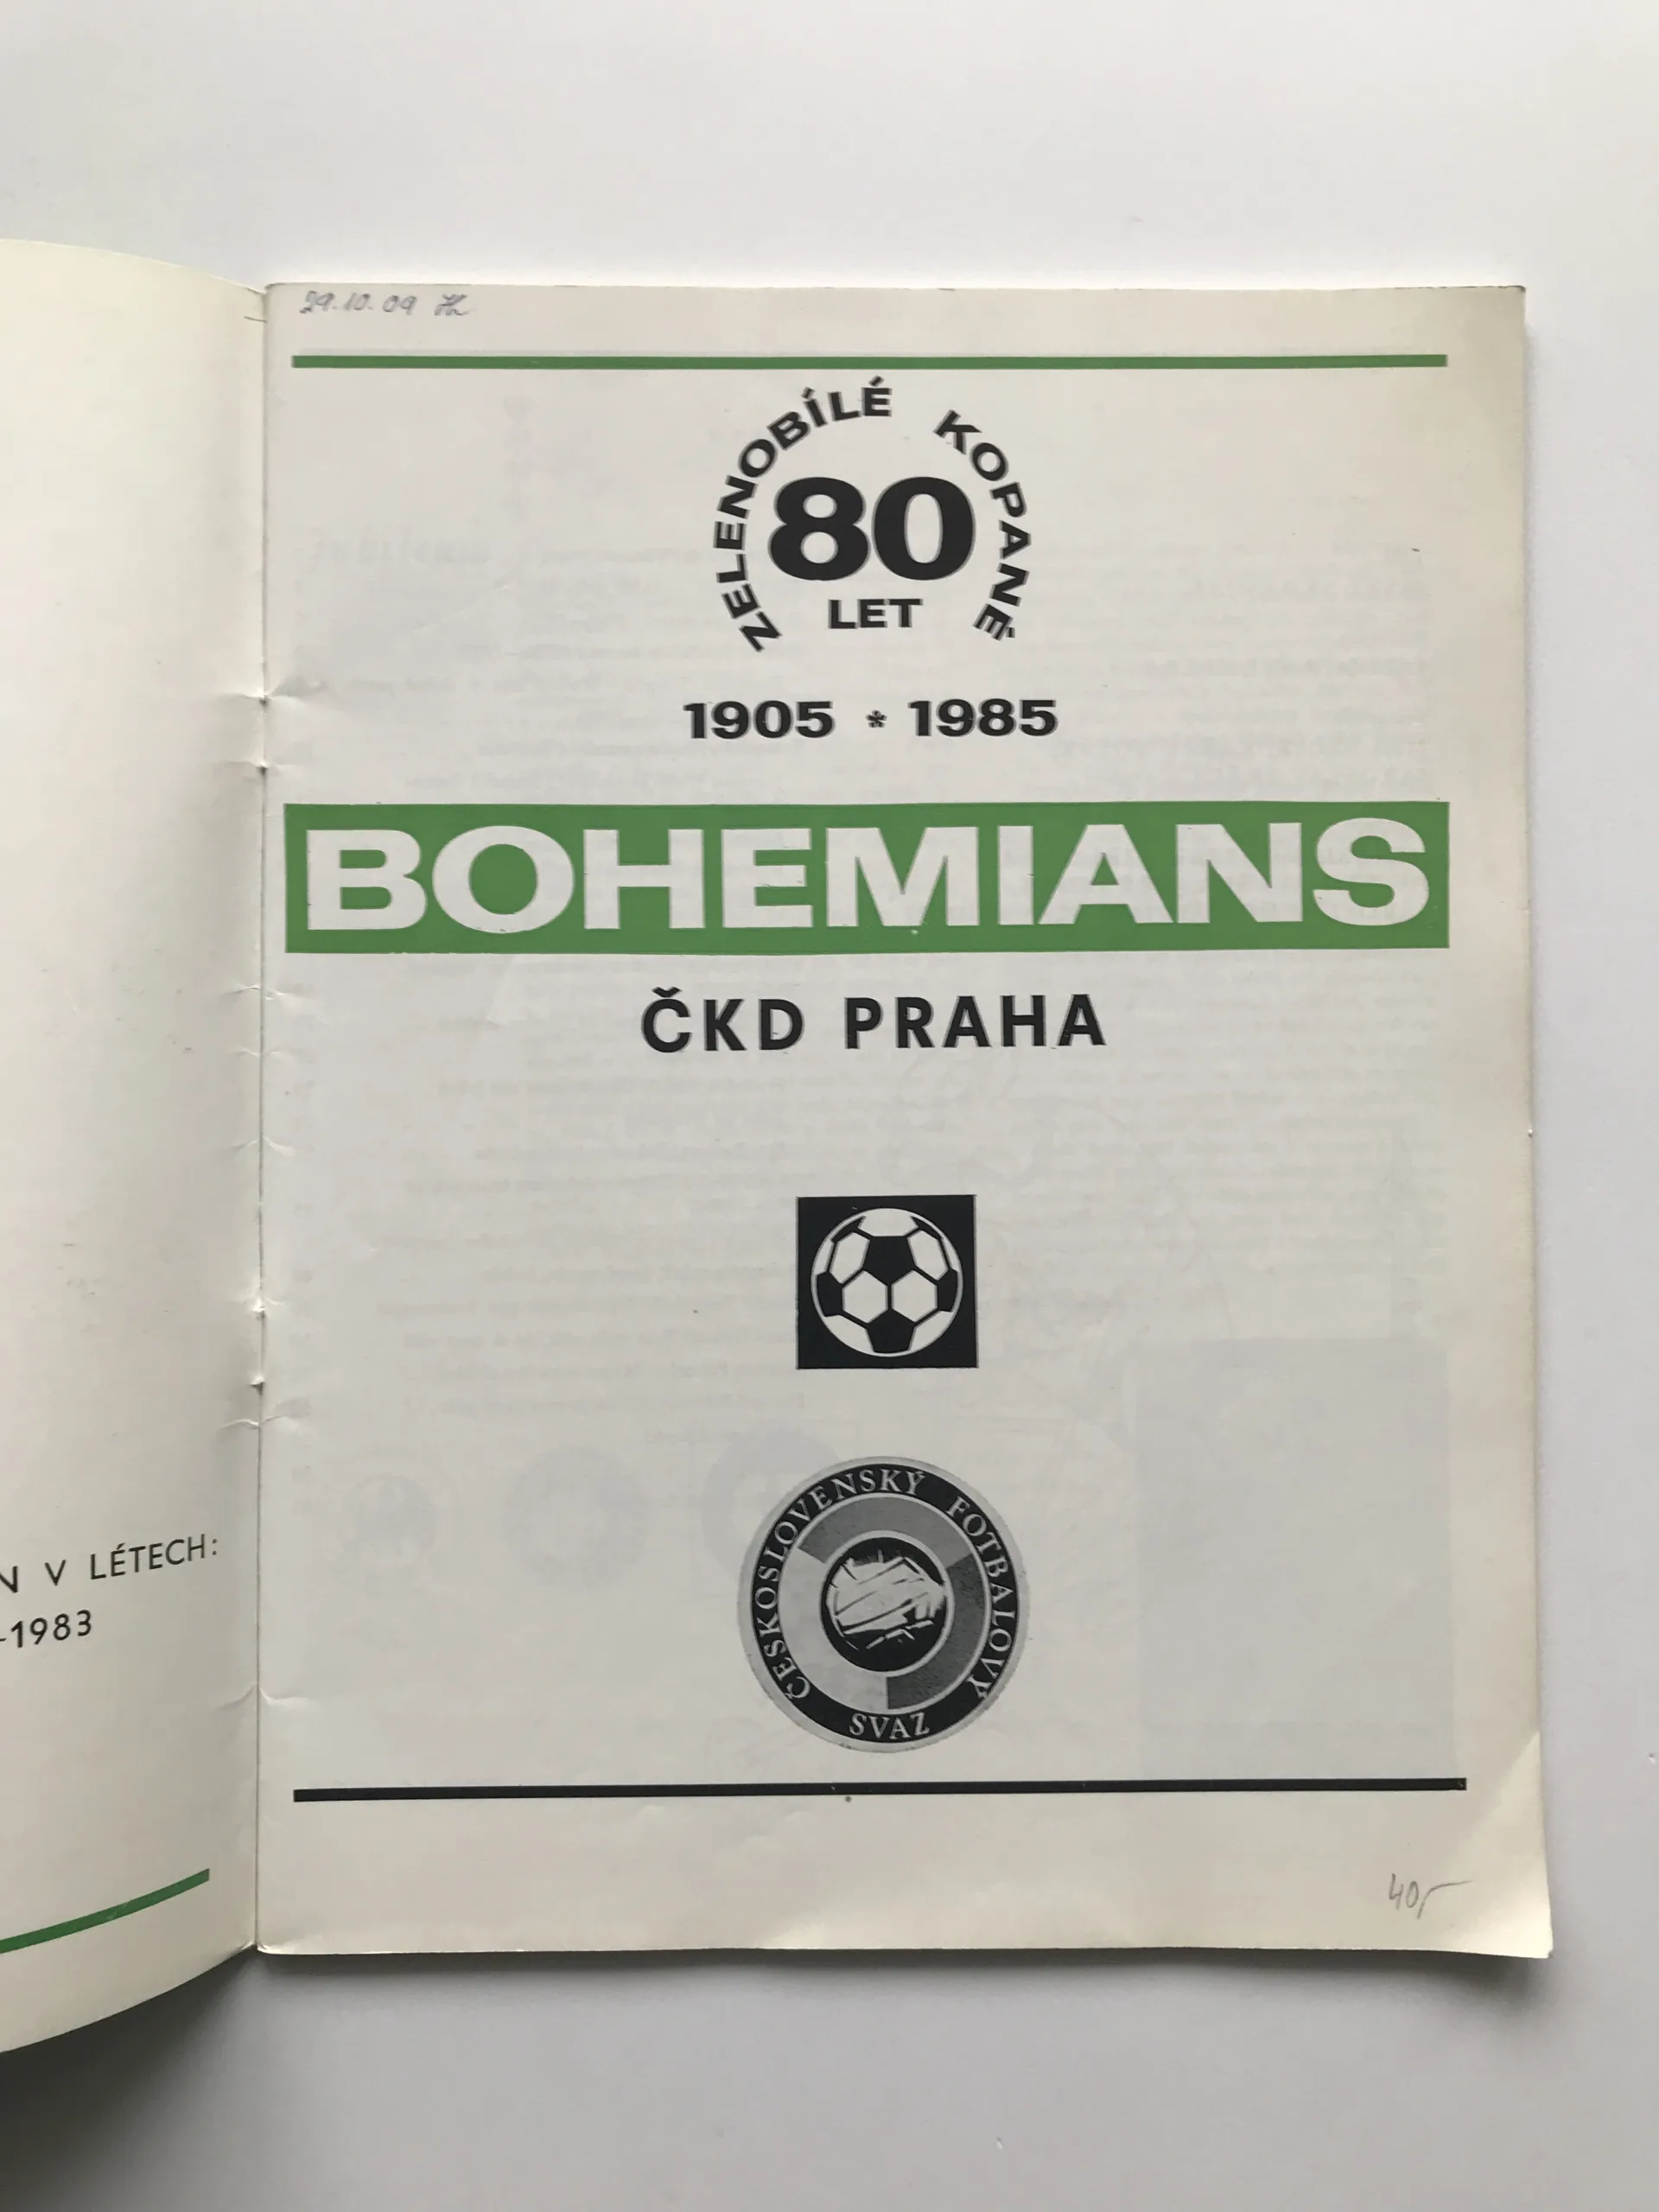 N V LÉTECH:
-1983
29.10.09
ZELENOBÍLÉ KOPANÉ
80
LET
1905 * 1985
BOHEMIANS
ČKD PRAHA
ČESKOSLOVENSKÝ FOTBALOVÝ SVAZ
40,-